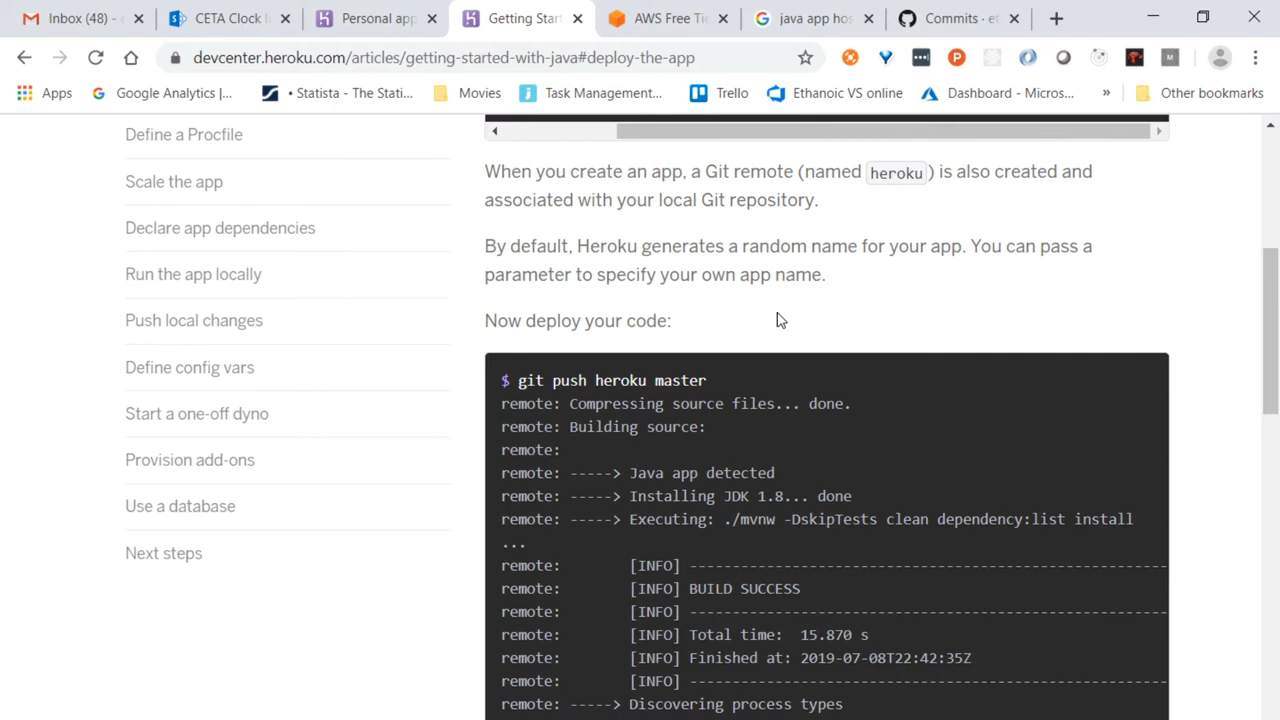 Inbox (48) -
CETA Clock I
Personal app
Getting Star
AWS Free Tie
java app hos
Commits · et
devcenter.heroku.com/articles/getting-started-with-java#deploy-the-app
Apps
Google Analytics |...
• Statista - The Stati...
Movies
Task Management...
Trello
Ethanoic VS online
Dashboard - Micros...
»
Other bookmarks
Define a Procfile
Scale the app
Declare app dependencies
Run the app locally
Push local changes
Define config vars
Start a one-off dyno
Provision add-ons
Use a database
Next steps
When you create an app, a Git remote (named heroku) is also created and
associated with your local Git repository.
By default, Heroku generates a random name for your app. You can pass a
parameter to specify your own app name.
Now deploy your code:
$ git push heroku master
remote: Compressing source files... done.
remote: Building source:
remote:
remote: -----> Java app detected
remote: -----> Installing JDK 1.8... done
remote: -----> Executing: ./mvnw -DskipTests clean dependency:list install
...
remote: [INFO] ------------------------------------------
remote: [INFO] BUILD SUCCESS
remote: [INFO] ------------------------------------------
remote: [INFO] Total time: 15.870 s
remote: [INFO] Finished at: 2019-07-08T22:42:35Z
remote: [INFO] ------------------------------------------
remote: -----> Discovering process types